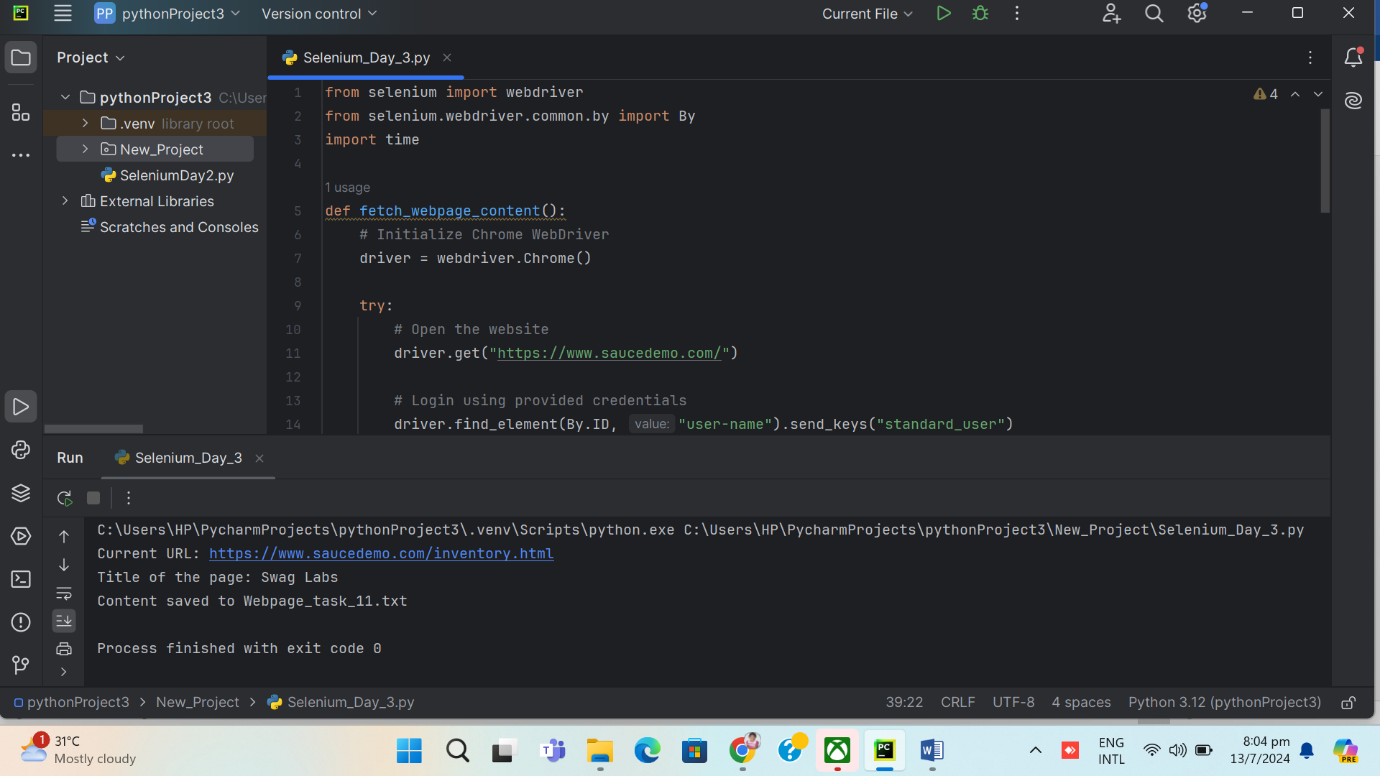 PC
PP pythonProject3 Version control Current File
Project
Selenium_Day_3.py
pythonProject3 C:\User
.venv library root
New_Project
SeleniumDay2.py
External Libraries
Scratches and Consoles
4
1 from selenium import webdriver
2 from selenium.webdriver.common.by import By
3 import time
4
1 usage
5 def fetch_webpage_content():
6 # Initialize Chrome WebDriver
7 driver = webdriver.Chrome()
8
9 try:
10 # Open the website
11 driver.get("https://www.saucedemo.com/")
12
13 # Login using provided credentials
14 driver.find_element(By.ID, value: "user-name").send_keys("standard_user")
Run Selenium_Day_3
C:\Users\HP\PycharmProjects\pythonProject3\.venv\Scripts\python.exe C:\Users\HP\PycharmProjects\pythonProject3\New_Project\Selenium_Day_3.py
Current URL: https://www.saucedemo.com/inventory.html
Title of the page: Swag Labs
Content saved to Webpage_task_11.txt
Process finished with exit code 0
pythonProject3 > New_Project > Selenium_Day_3.py 39:22 CRLF UTF-8 4 spaces Python 3.12 (pythonProject3)
1 31°C
Mostly cloudy
PC
W
ENG
INTL
8:04 pm
13/7/2024
PRE